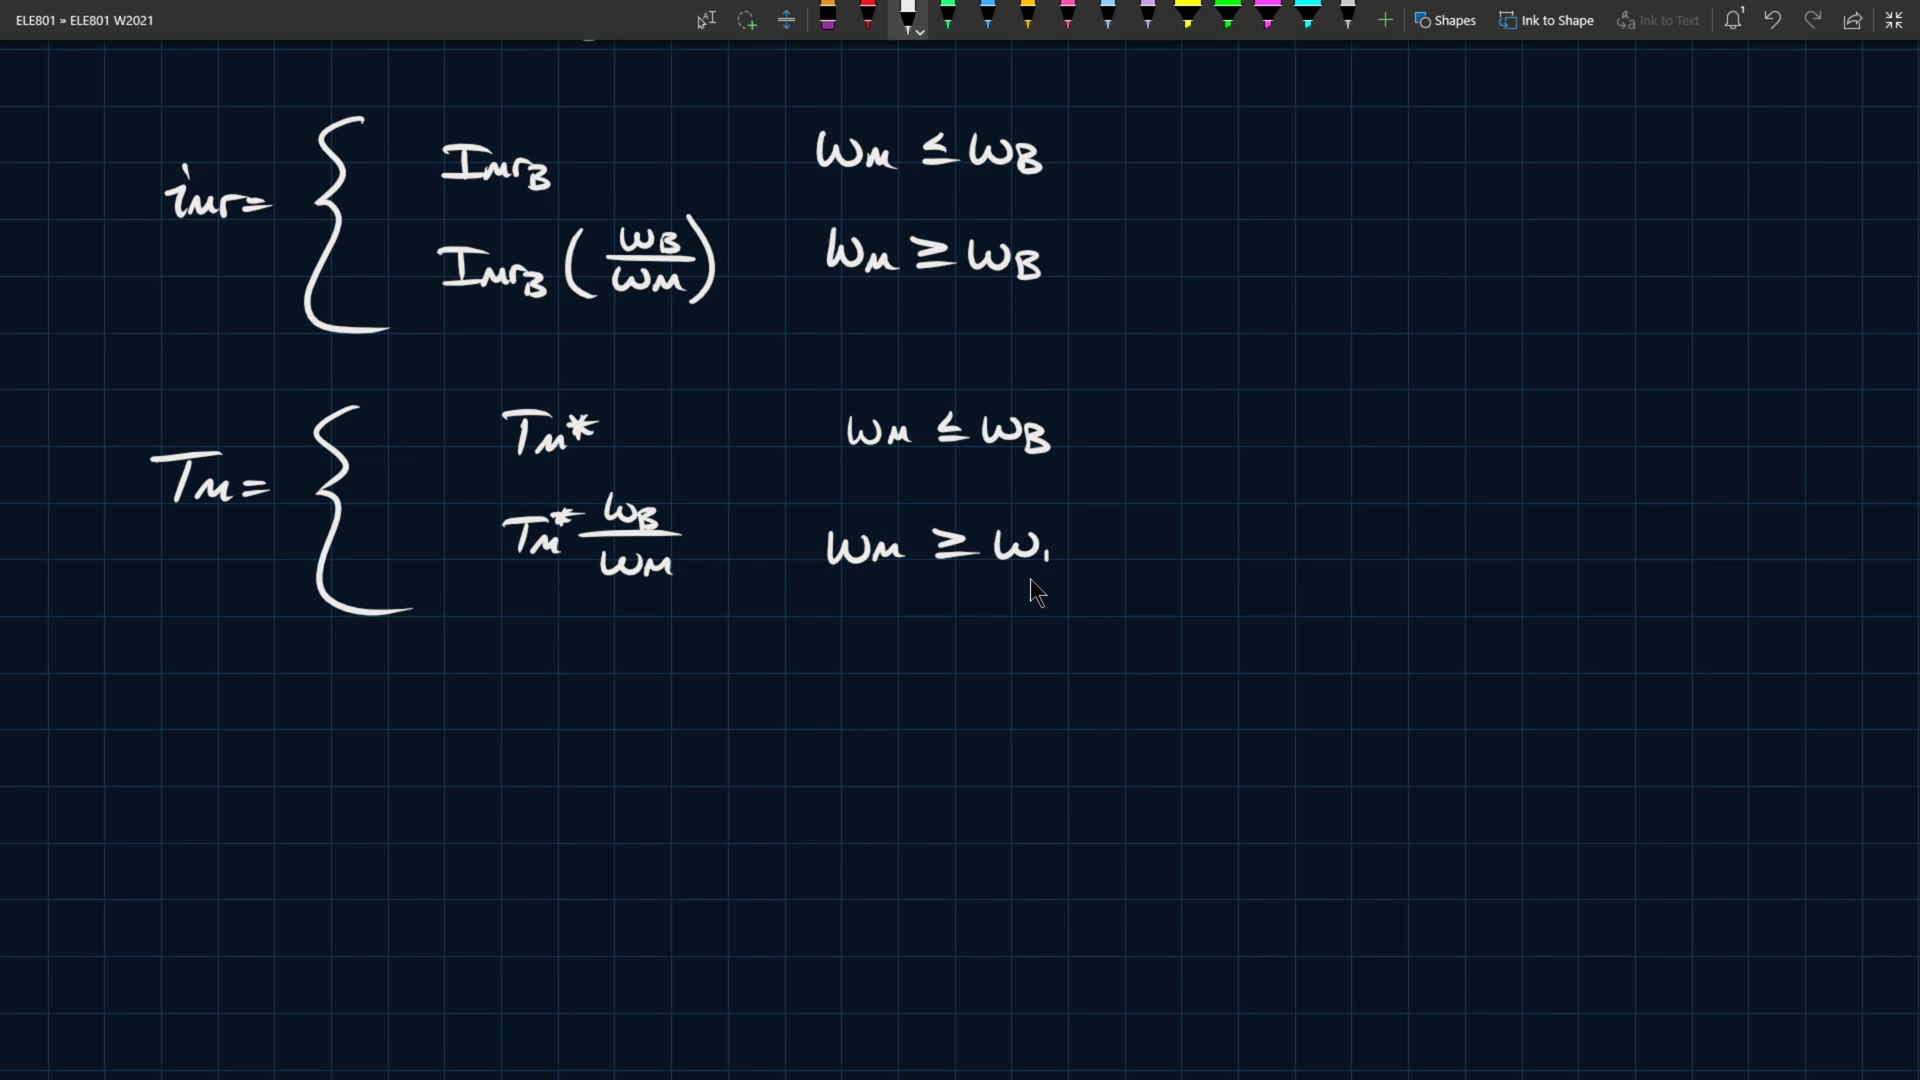 ELE801 » ELE801 W2021
Shapes
Ink to Shape
Ink to Text
1
imr = { ImrB ωm ≤ ωB
ImrB (ωB/ωm) ωm ≥ ωB
Tm = { Tm* ωm ≤ ωB
Tm* ωB/ωm ωm ≥ ω